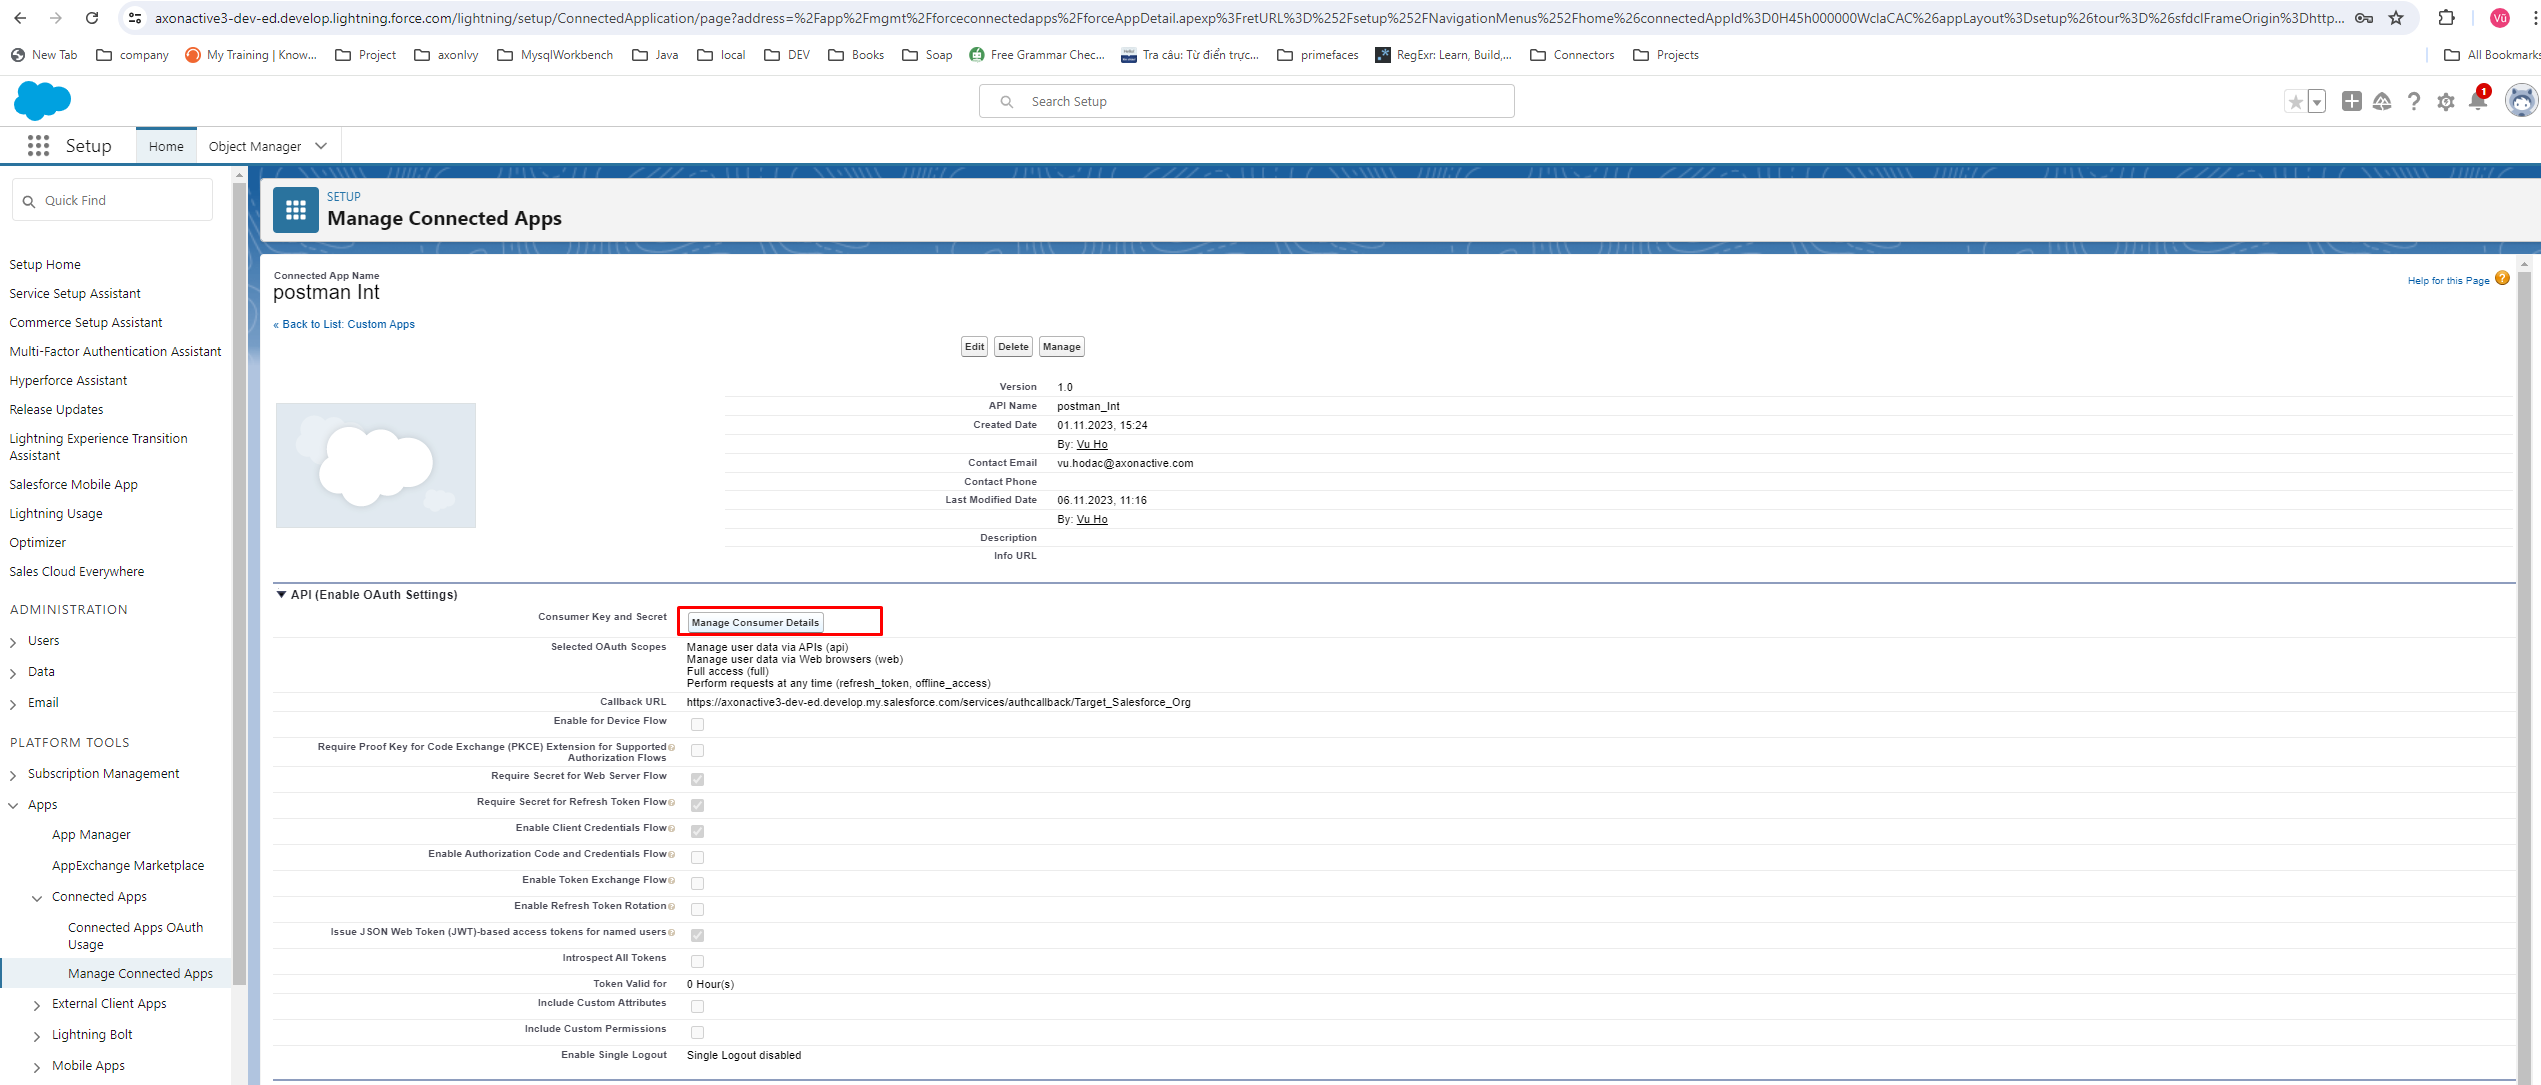 axonactive3-dev-ed.develop.lightning.force.com/lightning/setup/ConnectedApplication/page?address=%2Fapp%2Fmgmt%2Fforceconnectedapps%2FforceAppDetail.apexp%3FretURL%3D%252Fsetup%252FNavigationMenus%252Fhome%26connectedAppId%3D0H45h000000WclaCAC%26appLayout%3Dsetup%26tour%3D%26sfdcIFrameOrigin%3Dhttp...
Vũ
New Tab company My Training | Know... Project axonIvy MysqlWorkbench Java local DEV Books Soap Free Grammar Chec... Tra câu: Từ điển trực... primefaces RegExr: Learn, Build,... Connectors Projects All Bookmarks
Search Setup
1
Setup Home Object Manager
Quick Find
SETUP
Manage Connected Apps
Setup Home
Service Setup Assistant
Commerce Setup Assistant
Multi-Factor Authentication Assistant
Hyperforce Assistant
Release Updates
Lightning Experience Transition
Assistant
Salesforce Mobile App
Lightning Usage
Optimizer
Sales Cloud Everywhere
ADMINISTRATION
Users
Data
Email
PLATFORM TOOLS
Subscription Management
Apps
App Manager
AppExchange Marketplace
Connected Apps
Connected Apps OAuth
Usage
Manage Connected Apps
External Client Apps
Lightning Bolt
Mobile Apps
Connected App Name
postman Int
Help for this Page
« Back to List: Custom Apps
Edit Delete Manage
Version 1.0
API Name postman_Int
Created Date 01.11.2023, 15:24
By: Vu Ho
Contact Email vu.hodac@axonactive.com
Contact Phone
Last Modified Date 06.11.2023, 11:16
By: Vu Ho
Description
Info URL
API (Enable OAuth Settings)
Consumer Key and Secret Manage Consumer Details
Selected OAuth Scopes Manage user data via APIs (api)
Manage user data via Web browsers (web)
Full access (full)
Perform requests at any time (refresh_token, offline_access)
Callback URL https://axonactive3-dev-ed.develop.my.salesforce.com/services/authcallback/Target_Salesforce_Org
Enable for Device Flow
Require Proof Key for Code Exchange (PKCE) Extension for Supported
Authorization Flows
Require Secret for Web Server Flow
Require Secret for Refresh Token Flow
Enable Client Credentials Flow
Enable Authorization Code and Credentials Flow
Enable Token Exchange Flow
Enable Refresh Token Rotation
Issue JSON Web Token (JWT)-based access tokens for named users
Introspect All Tokens
Token Valid for 0 Hour(s)
Include Custom Attributes
Include Custom Permissions
Enable Single Logout Single Logout disabled